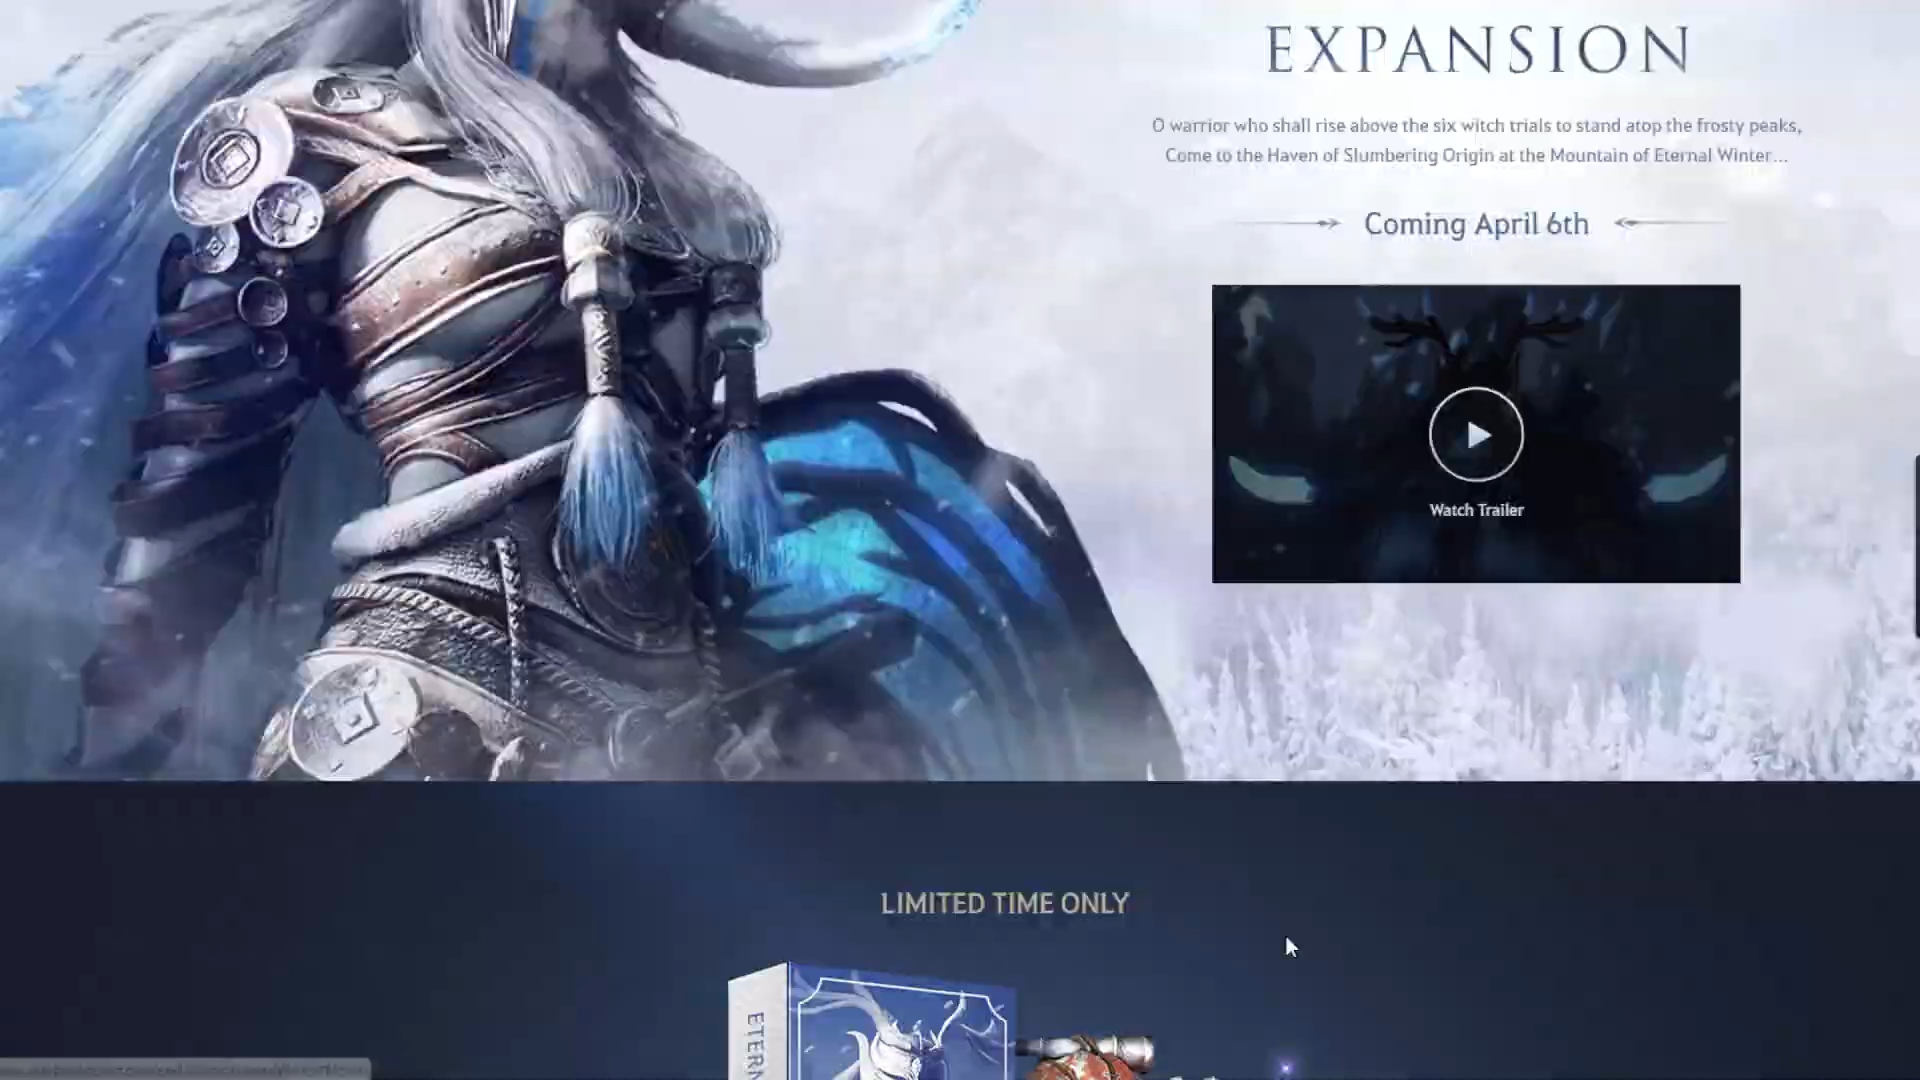 EXPANSION
O warrior who shall rise above the six witch trials to stand atop the frosty peaks,
Come to the Haven of Slumbering Origin at the Mountain of Eternal Winter...
Coming April 6th
Watch Trailer
LIMITED TIME ONLY
ETERN